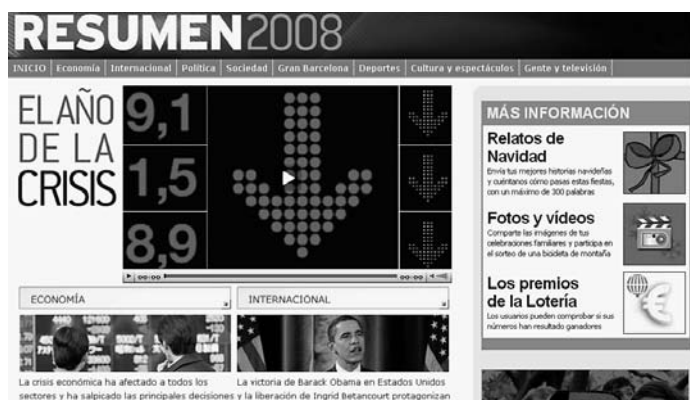 RESUMEN2008
INICIO Economía Internacional Política Sociedad Gran Barcelona Deportes Cultura y espectáculos Gente y televisión
EL AÑO
DE LA
CRISIS
9,1
1,5
8,9
00:00 00:00
ECONOMÍA
La crisis económica ha afectado a todos los
sectores y ha salpicado las principales decisiones
INTERNACIONAL
La victoria de Barack Obama en Estados Unidos
y la liberación de Ingrid Betancourt protagonizan
MÁS INFORMACIÓN
Relatos de
Navidad
Envía tus mejores historias navideñas
y cuéntanos cómo pasas estas fiestas,
con un máximo de 300 palabras
Fotos y vídeos
Comparte las imágenes de tus
celebraciones familiares y participa en
el sorteo de una bicicleta de montaña
Los premios
de la Lotería
Los usuarios pueden comprobar si sus
números han resultado ganadores